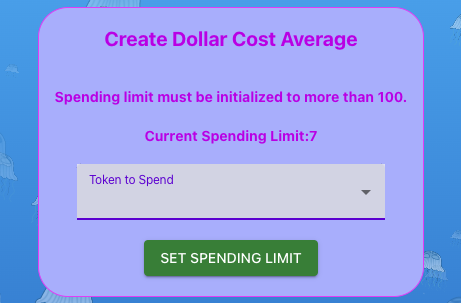 Create Dollar Cost Average
Spending limit must be initialized to more than 100.
Current Spending Limit:7
Token to Spend
SET SPENDING LIMIT